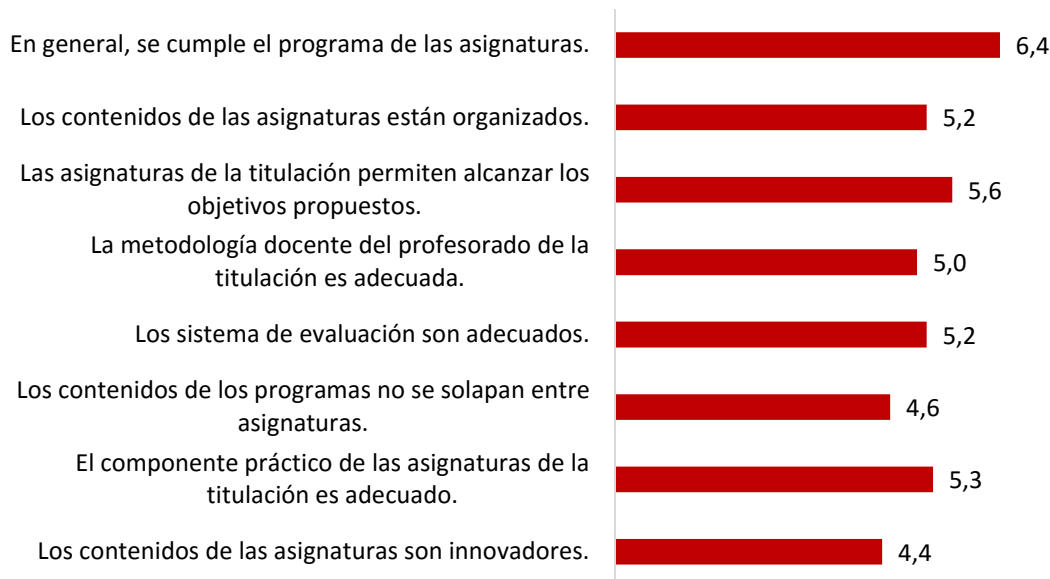 En general, se cumple el programa de las asignaturas.
6,4
Los contenidos de las asignaturas están organizados.
5,2
Las asignaturas de la titulación permiten alcanzar los
objetivos propuestos.
5,6
La metodología docente del profesorado de la
titulación es adecuada.
5,0
Los sistema de evaluación son adecuados.
5,2
Los contenidos de los programas no se solapan entre
asignaturas.
4,6
El componente práctico de las asignaturas de la
titulación es adecuado.
5,3
Los contenidos de las asignaturas son innovadores.
4,4